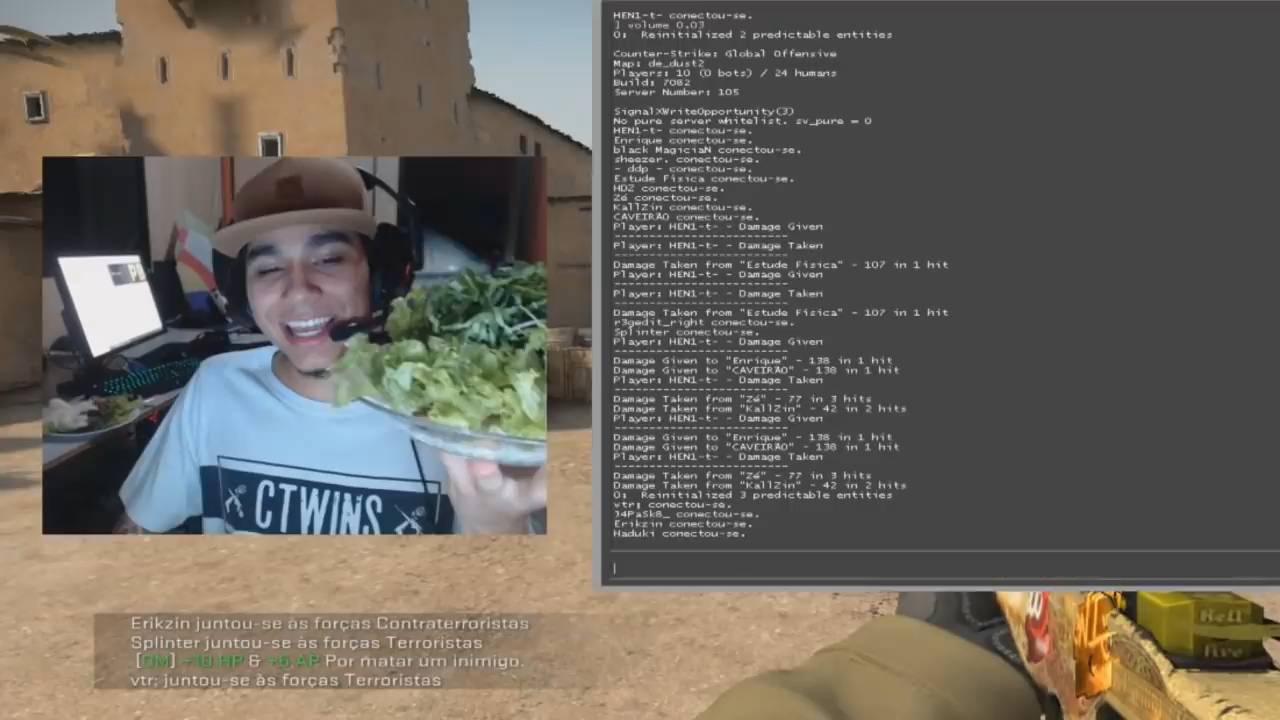 HEN1-t- conectou-se.
] volume 0.03
0:  Reinitialized 2 predictable entities
Counter-Strike: Global Offensive
Map: de_dust2
Players: 10 (0 bots) / 24 humans
Build: 7082
Server Number: 105
SignalXWriteOpportunity(3)
No pure server whitelist. sv_pure = 0
HEN1-t- conectou-se.
Enrique conectou-se.
black MagiciaN conectou-se.
sheezer. conectou-se.
- ddp - conectou-se.
Estude Física conectou-se.
HDZ conectou-se.
Zé conectou-se.
KallZin conectou-se.
CAVEIRÃO conectou-se.
Player: HEN1-t- - Damage Given
-------------------------
Player: HEN1-t- - Damage Taken
-------------------------
Damage Taken from "Estude Física" - 107 in 1 hit
Player: HEN1-t- - Damage Given
-------------------------
Player: HEN1-t- - Damage Taken
-------------------------
Damage Taken from "Estude Física" - 107 in 1 hit
r3gedit_right conectou-se.
Splinter conectou-se.
Player: HEN1-t- - Damage Given
-------------------------
Damage Given to "Enrique" - 138 in 1 hit
Damage Given to "CAVEIRÃO" - 138 in 1 hit
Player: HEN1-t- - Damage Taken
-------------------------
Damage Taken from "Zé" - 77 in 3 hits
Damage Taken from "KallZin" - 42 in 2 hits
Player: HEN1-t- - Damage Given
-------------------------
Damage Given to "Enrique" - 138 in 1 hit
Damage Given to "CAVEIRÃO" - 138 in 1 hit
Player: HEN1-t- - Damage Taken
-------------------------
Damage Taken from "Zé" - 77 in 3 hits
Damage Taken from "KallZin" - 42 in 2 hits
0:  Reinitialized 3 predictable entities
vtr; conectou-se.
J4PaSk8_ conectou-se.
Erikzin conectou-se.
Haduki conectou-se.
CTWINS
Erikzin juntou-se às forças Contraterroristas
Splinter juntou-se às forças Terroristas
[DM] +10 HP & +5 AP Por matar um inimigo.
vtr; juntou-se às forças Terroristas